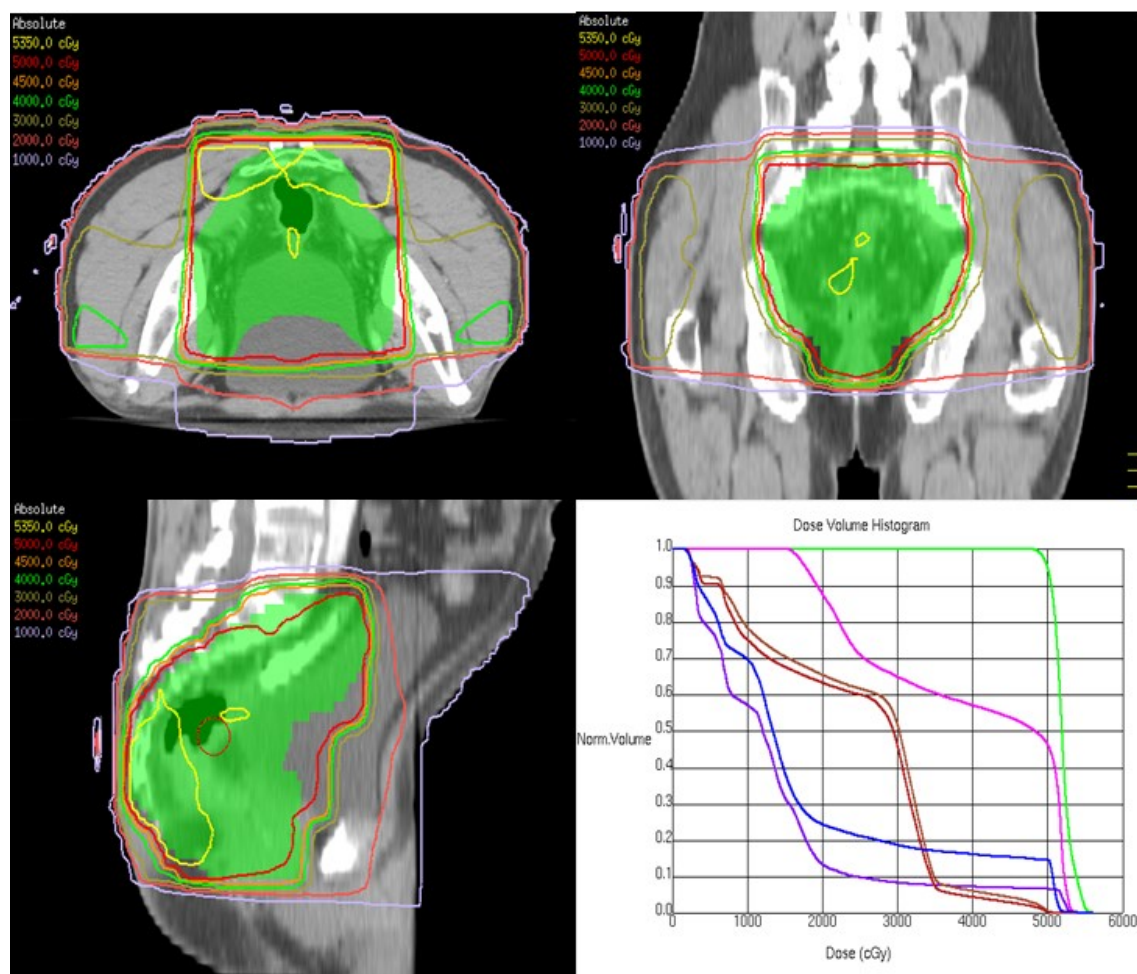 Absolute
5350.0 cGy
5000.0 cGy
4500.0 cGy
4000.0 cGy
3000.0 cGy
2000.0 cGy
1000.0 cGy
Absolute
5350.0 cGy
5000.0 cGy
4500.0 cGy
4000.0 cGy
3000.0 cGy
2000.0 cGy
1000.0 cGy
Absolute
5350.0 cGy
5000.0 cGy
4500.0 cGy
4000.0 cGy
3000.0 cGy
2000.0 cGy
1000.0 cGy
Dose Volume Histogram
1.0
0.9
0.8
0.7
0.6
0.5
Norm.Volume
0.4
0.3
0.2
0.1
0.0
0 1000 2000 3000 4000 5000 6000
Dose (cGy)